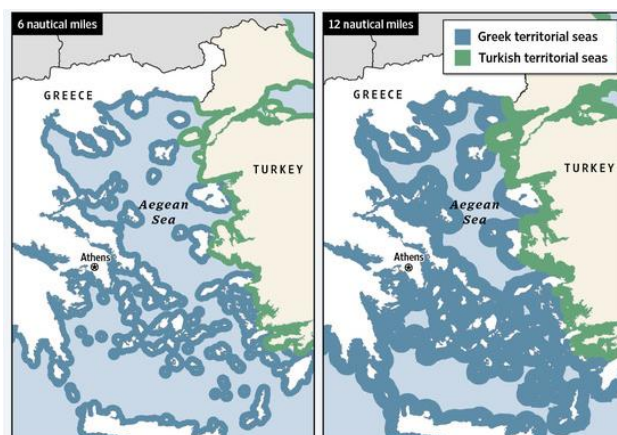 6 nautical miles
GREECE
TURKEY
Aegean
Sea
Athens
12 nautical miles
Greek territorial seas
Turkish territorial seas
GREECE
TURKEY
Aegean
Sea
Athens